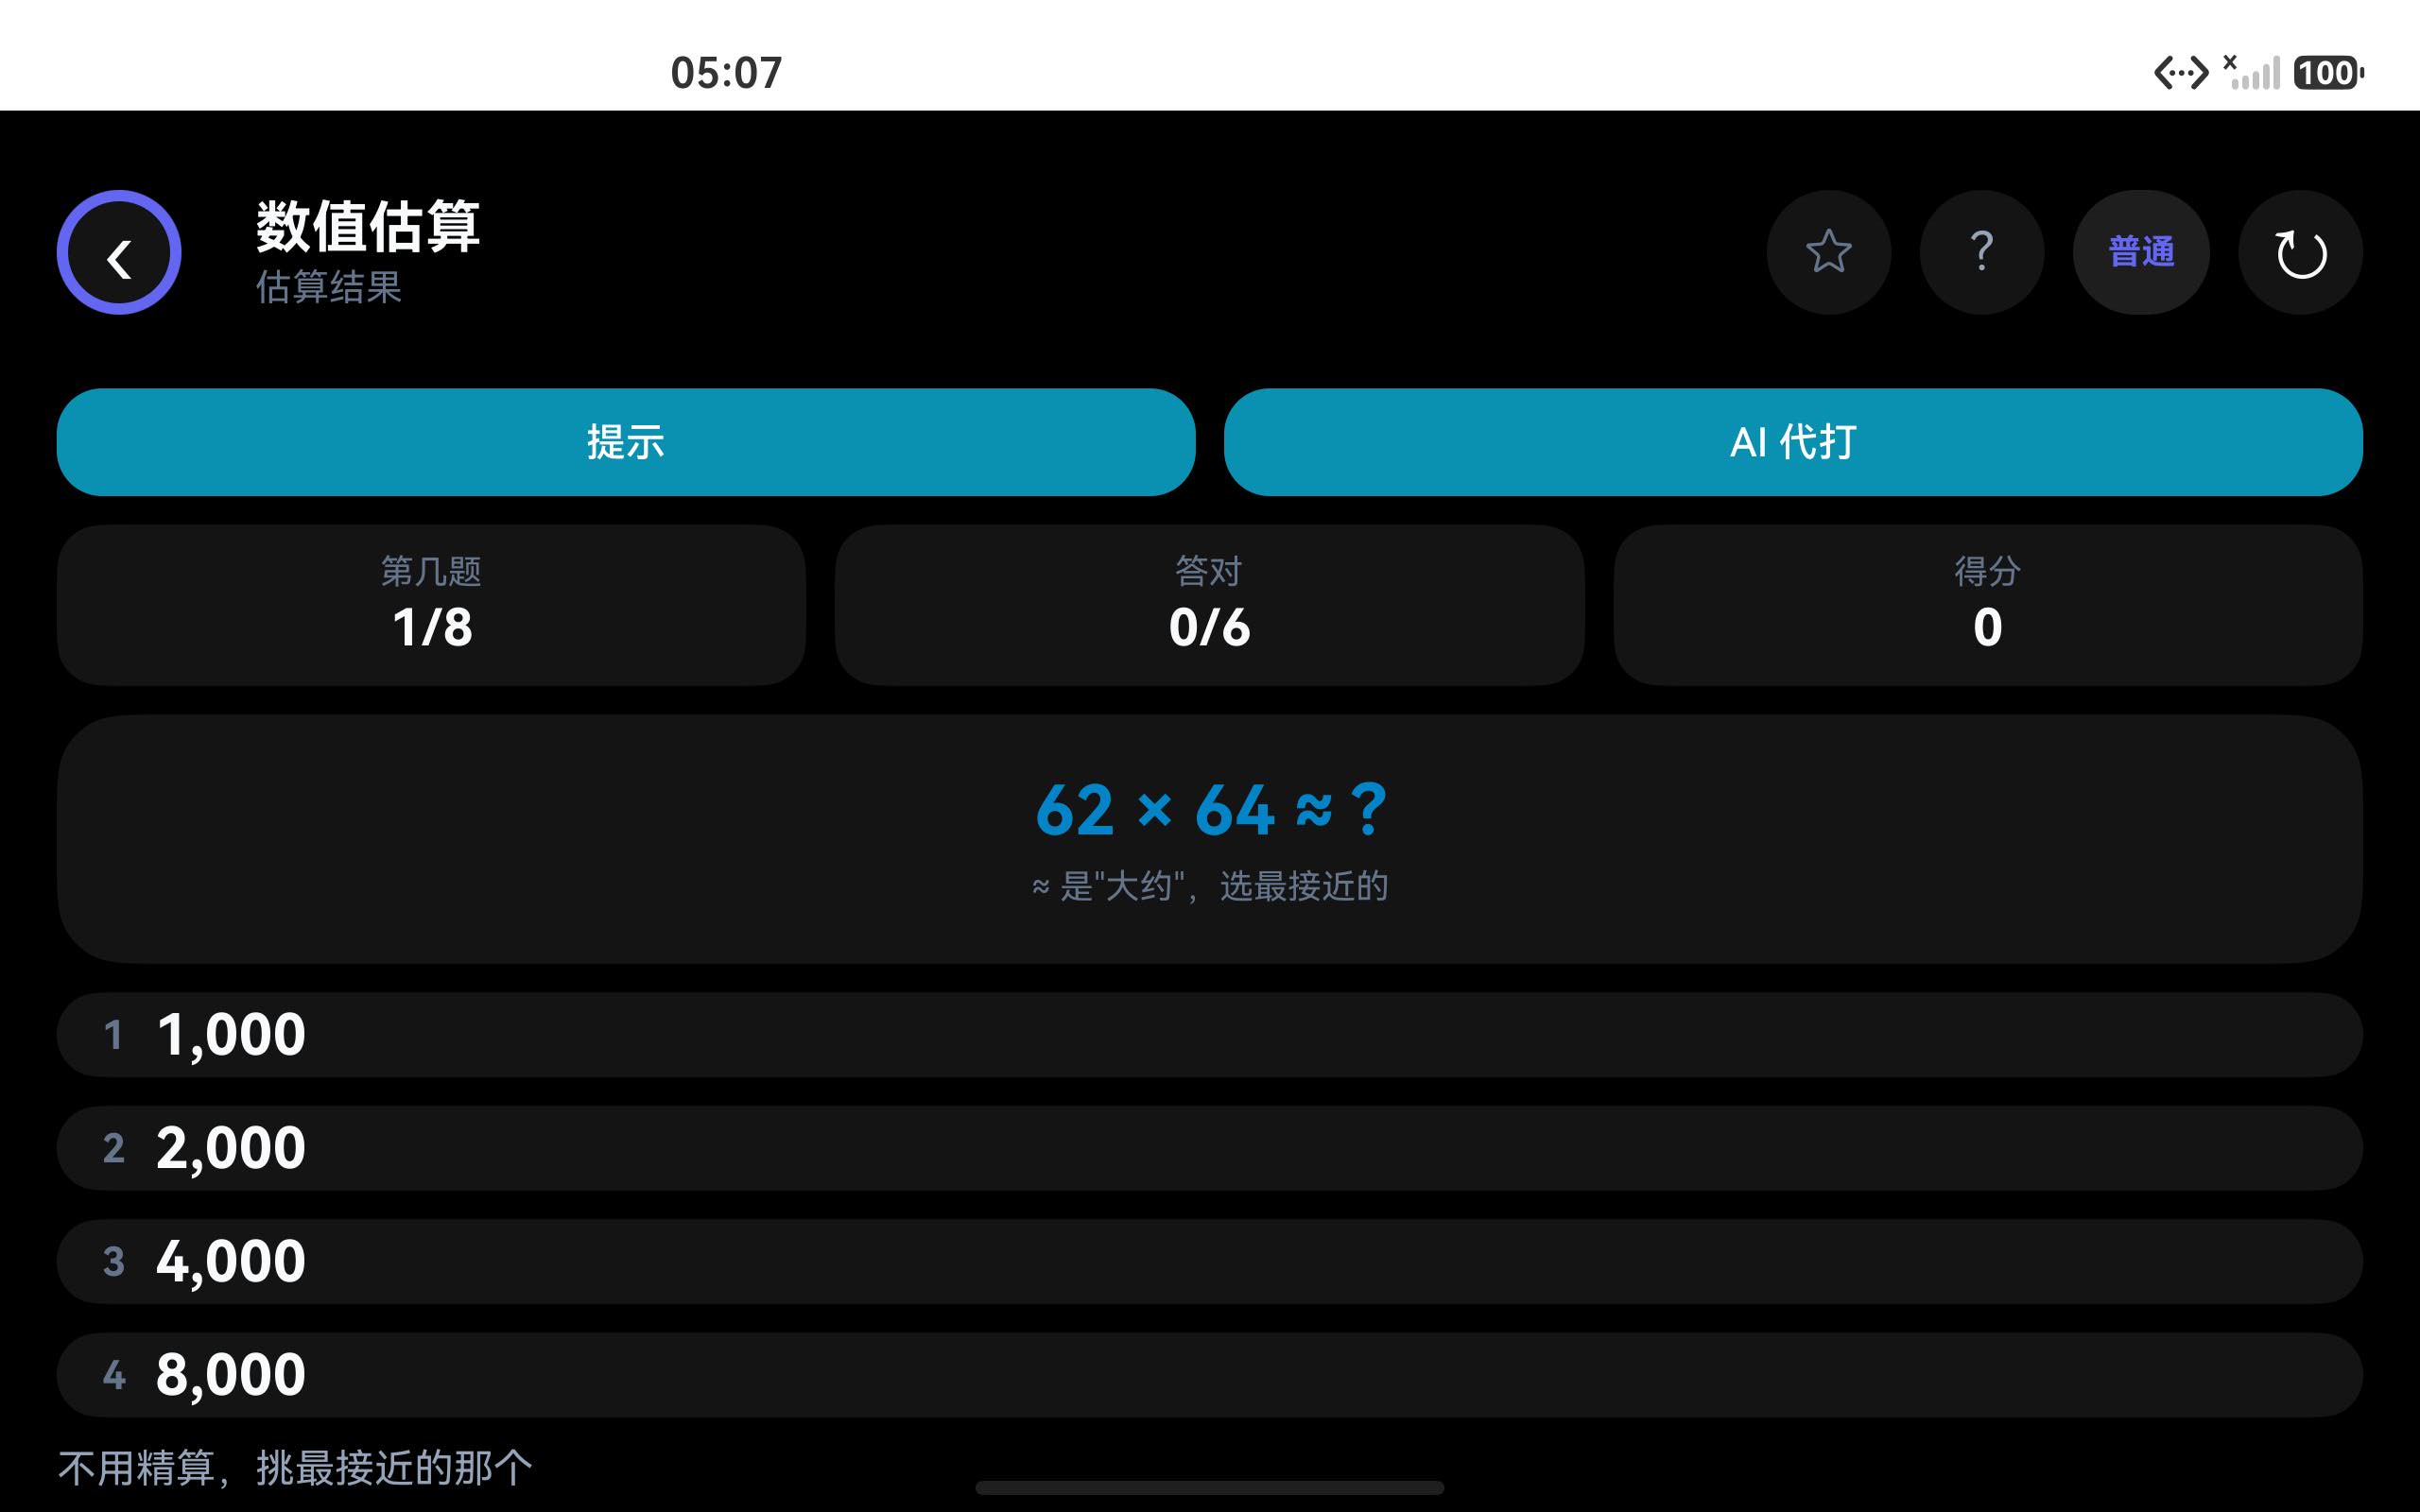 05:07
100
数值估算
估算结果
?
普通
提示
AI 代打
第几题
1/8
答对
0/6
得分
0
62 × 64 ≈ ?
≈ 是"大约"，选最接近的
1 1,000
2 2,000
3 4,000
4 8,000
不用精算，挑最接近的那个